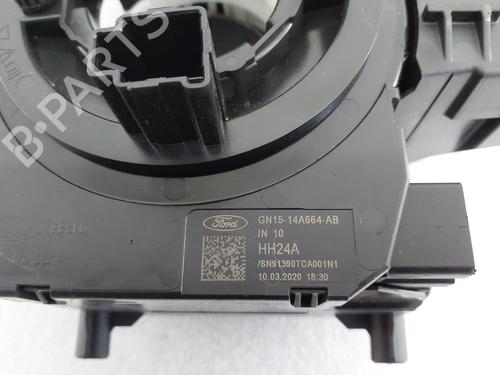 B-PARTS
Ford
GN15-14A664-AB
IN 10
HH24A
/SN91390TCA001N1
10.03.2020 18:30